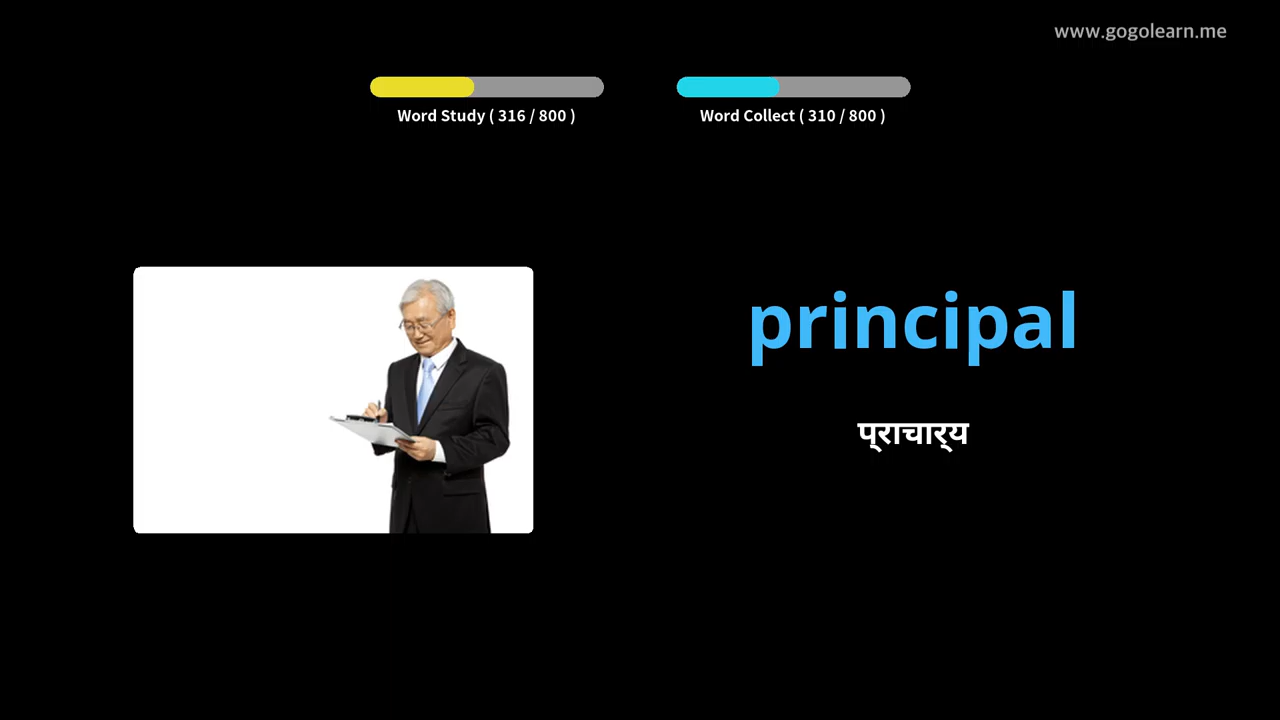 www.gogolearn.me
Word Study ( 316 / 800 )
Word Collect ( 310 / 800 )
principal
प्राचार्य